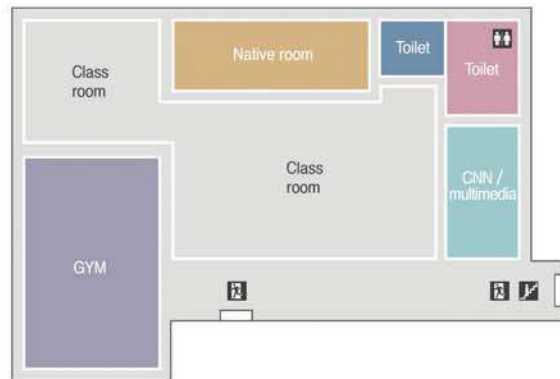 Class
room
Native room
Toilet
Toilet
Class
room
CNN /
multimedia
GYM